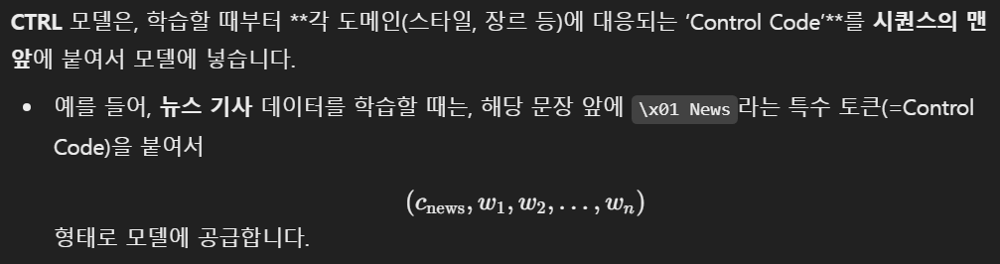 CTRL 모델은, 학습할 때부터 **각 도메인(스타일, 장르 등)에 대응되는 ‘Control Code’**를 시퀀스의 맨
앞에 붙여서 모델에 넣습니다.
• 예를 들어, 뉴스 기사 데이터를 학습할 때는, 해당 문장 앞에 \x01 News라는 특수 토큰(=Control
Code)을 붙여서
(c_news, w_1, w_2, …, w_n)
형태로 모델에 공급합니다.